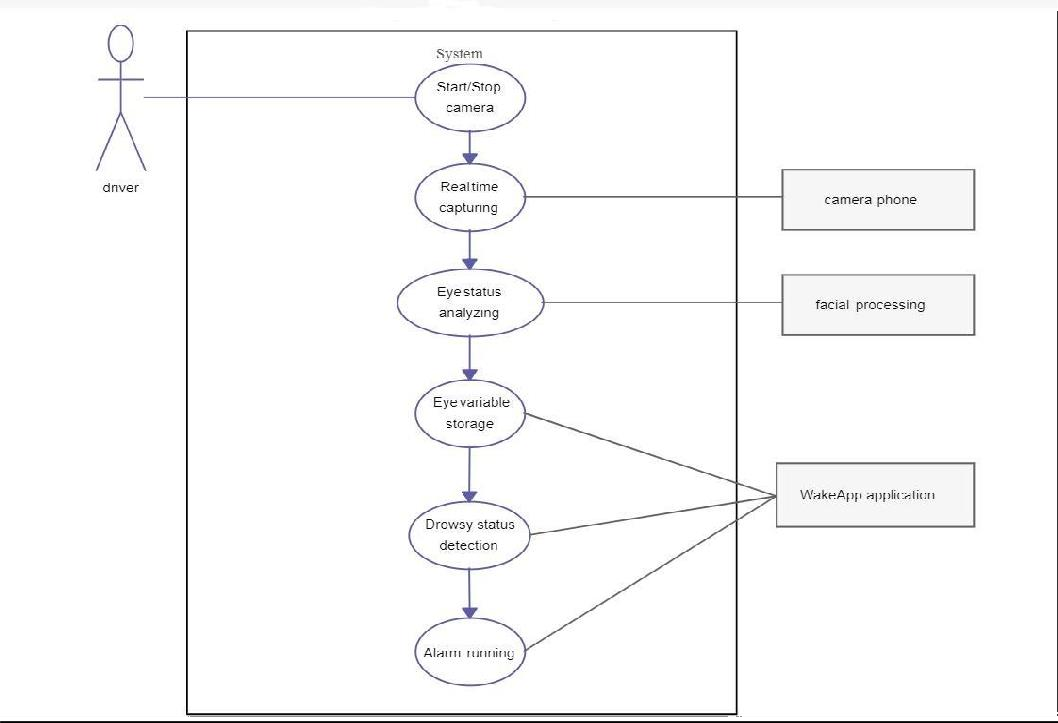 System
Start/Stop
camera
driver
Realtime
capturing
camera phone
Eye status
analyzing
facial processing
Eye variable
storage
WakeApp application
Drowsy status
detection
Alarm running